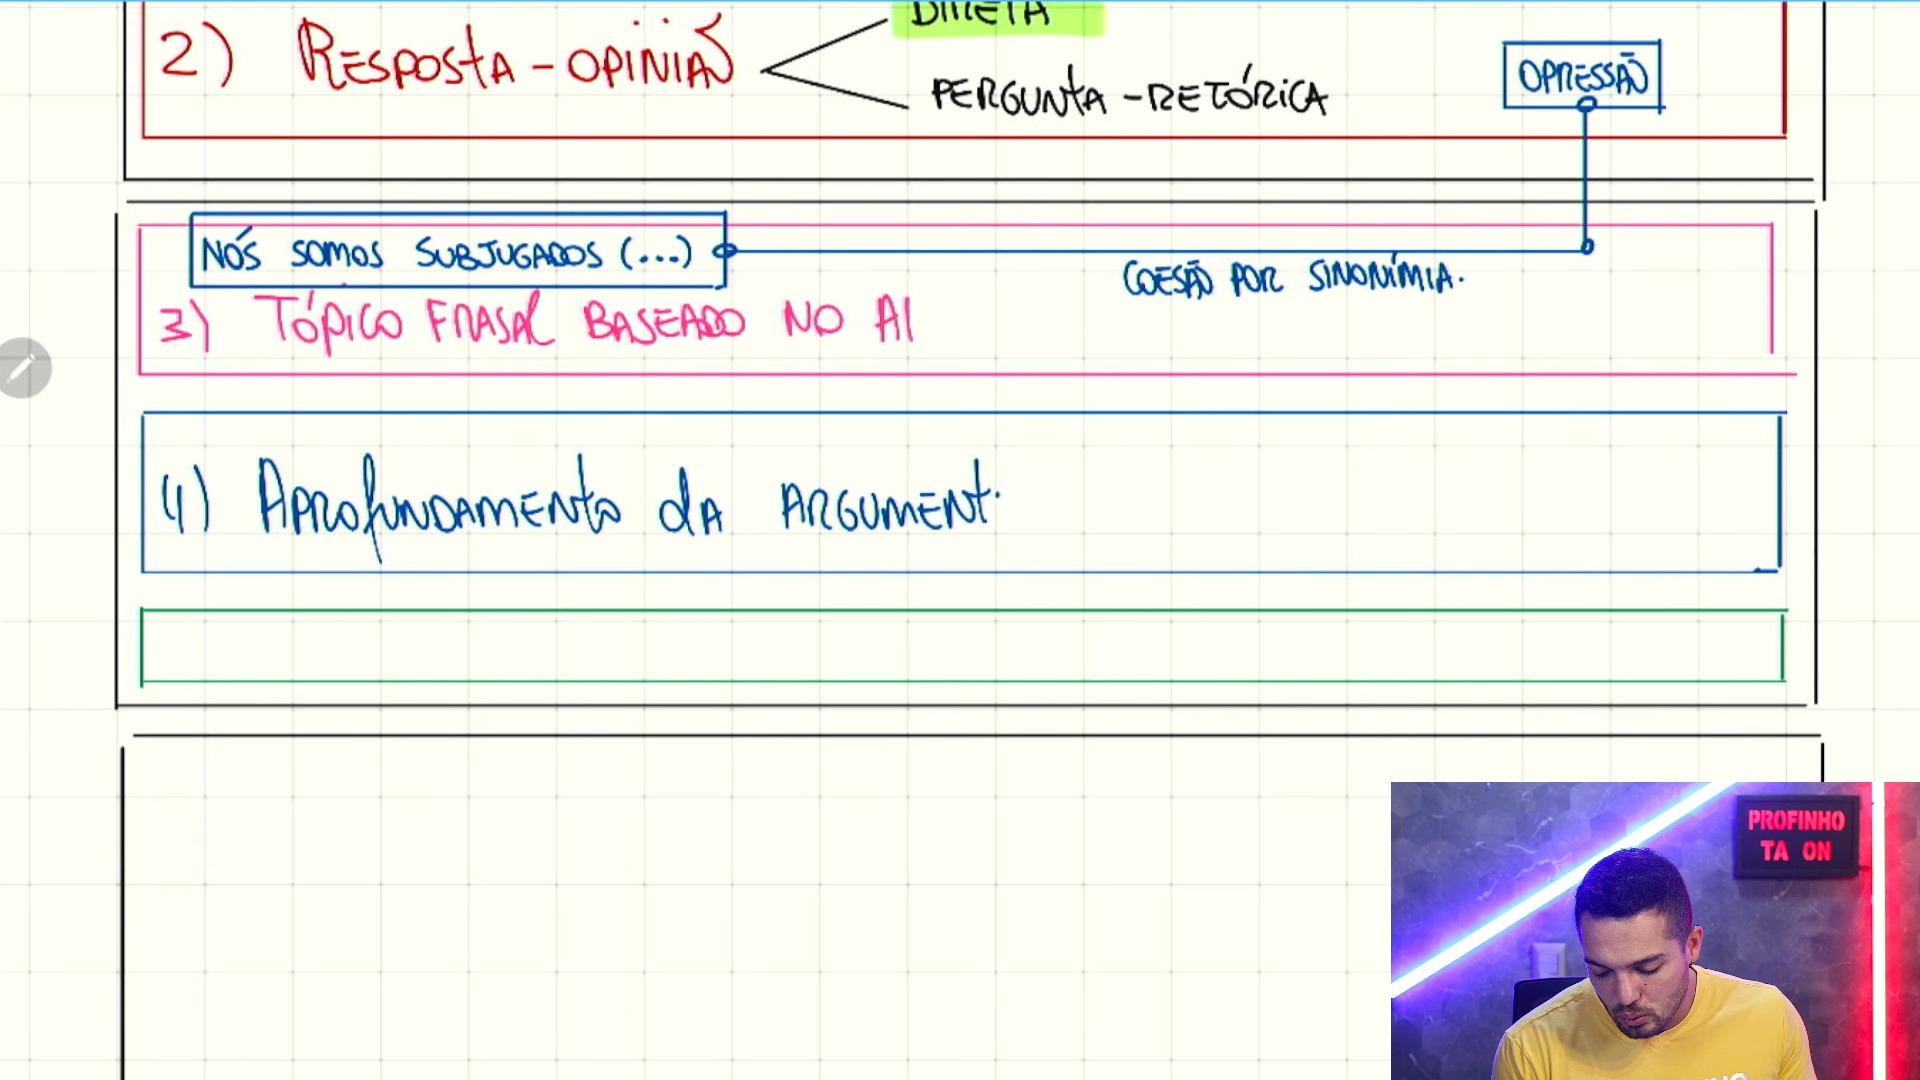 DIRETA
2) RESPOSTA-OPINIÃO
PERGUNTA-RETÓRICA
OPRESSÃO
NÓS SOMOS SUBJUGADOS (...)
COESÃO POR SINONÍMIA.
3) TÓPICO FRASAL BASEADO NO A1
4) APROFUNDAMENTO DA ARGUMENT.
PROFINHO
TA ON